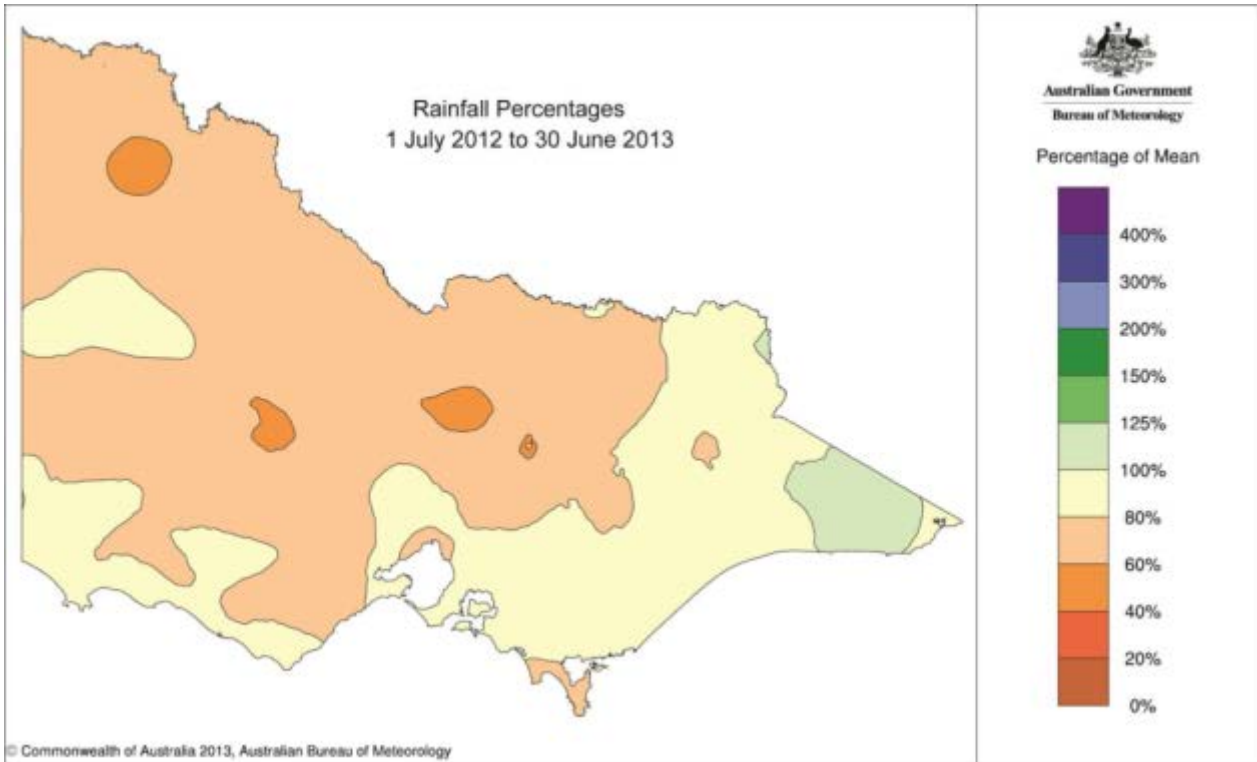 Rainfall Percentages
1 July 2012 to 30 June 2013
Australian Government
Bureau of Meteorology
Percentage of Mean
400%
300%
200%
150%
125%
100%
80%
60%
40%
20%
0%
© Commonwealth of Australia 2013, Australian Bureau of Meteorology